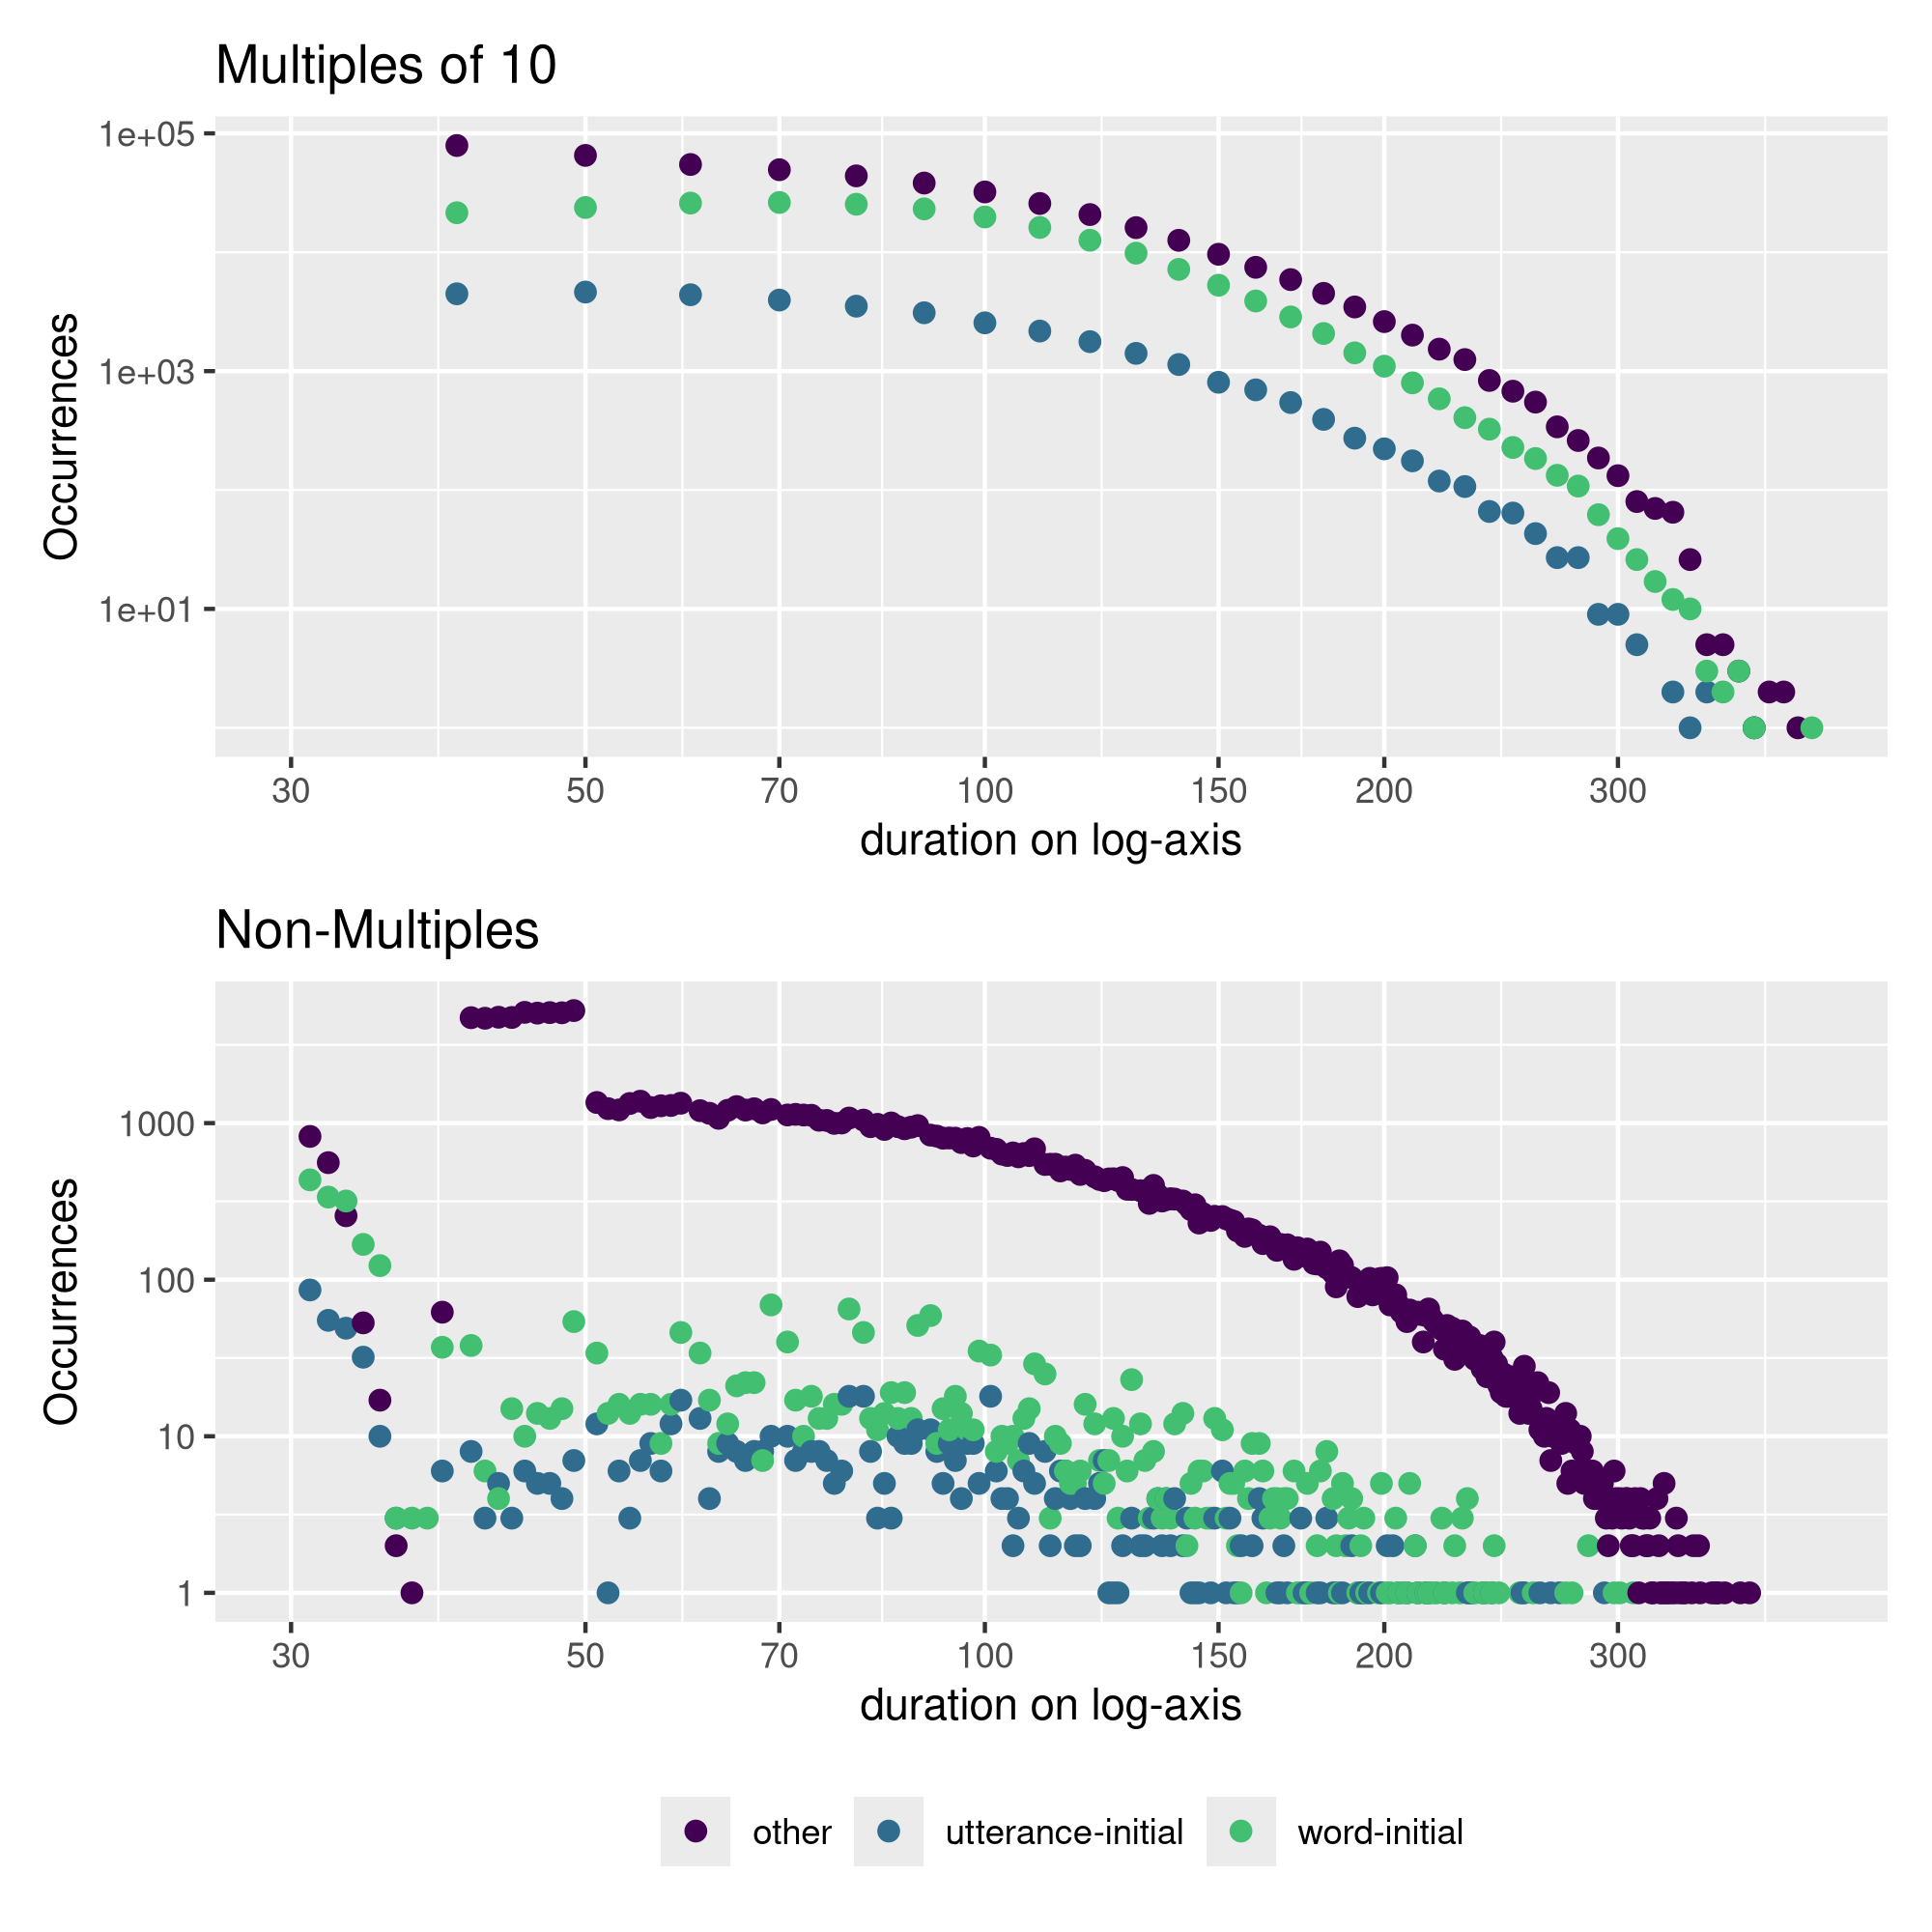 Multiples of 10
1e+05
1e+03
1e+01
Occurrences
30 50 70 100 150 200 300
duration on log-axis
Non-Multiples
1000
100
10
1
Occurrences
30 50 70 100 150 200 300
duration on log-axis
other utterance-initial word-initial